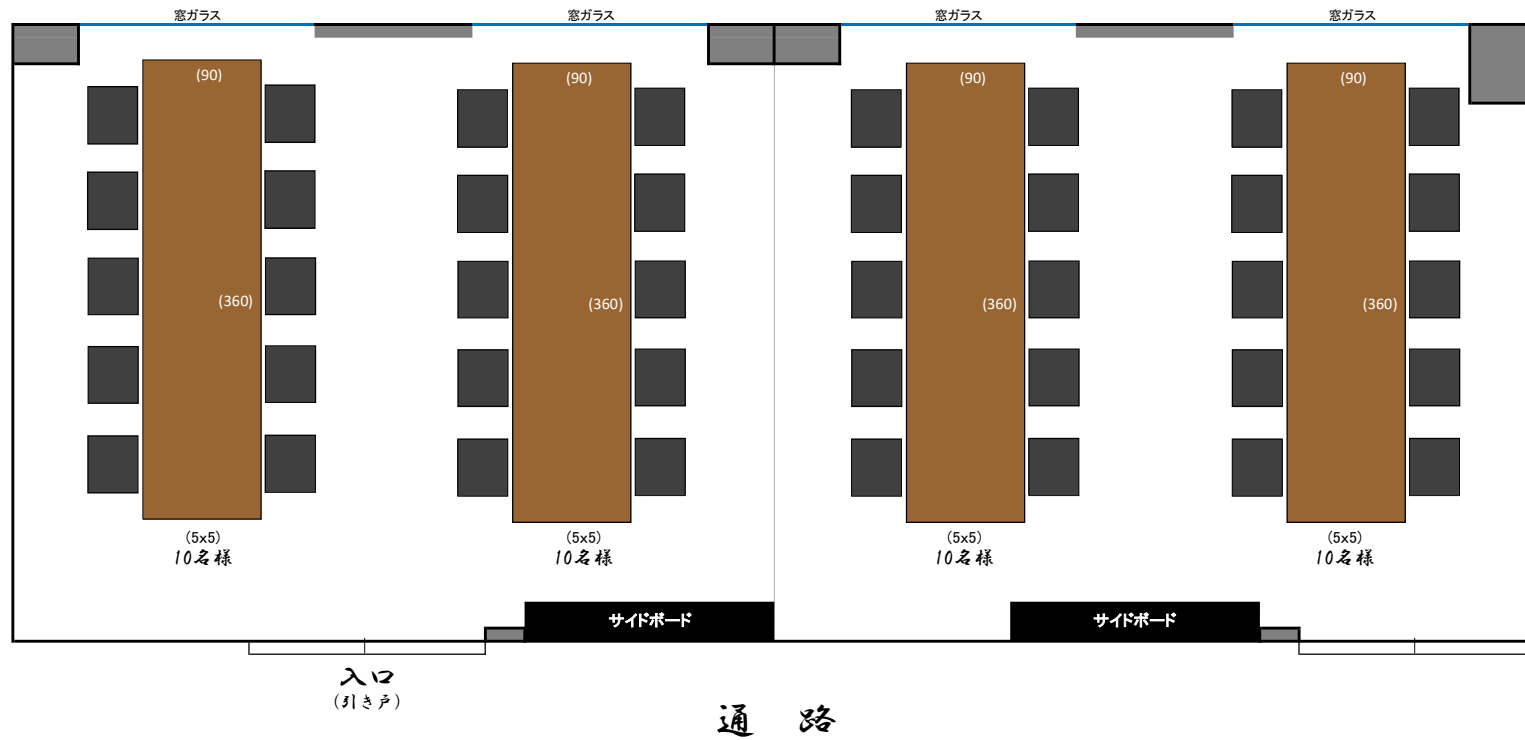 窓ガラス
窓ガラス
窓ガラス
窓ガラス
(90)
(90)
(90)
(90)
(360)
(360)
(360)
(360)
(5x5)
10名様
(5x5)
10名様
(5x5)
10名様
(5x5)
10名様
サイドボード
サイドボード
入口
(引き戸)
通 路